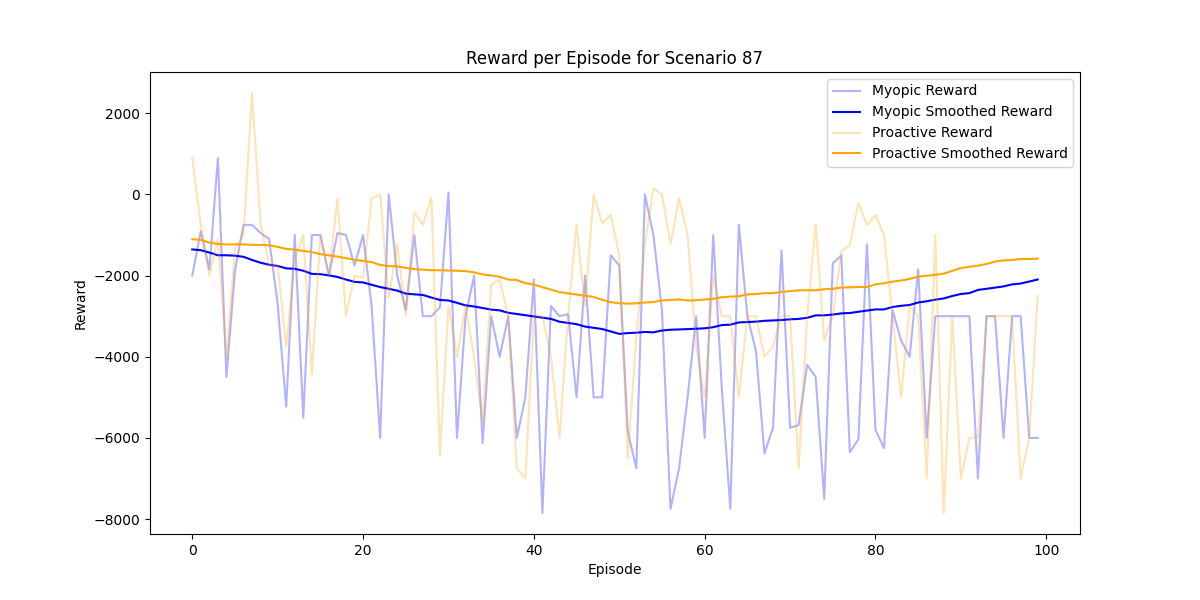 Reward per Episode for Scenario 87
Myopic Reward
Myopic Smoothed Reward
Proactive Reward
Proactive Smoothed Reward
Reward
2000
0
−2000
−4000
−6000
−8000
0 20 40 60 80 100
Episode